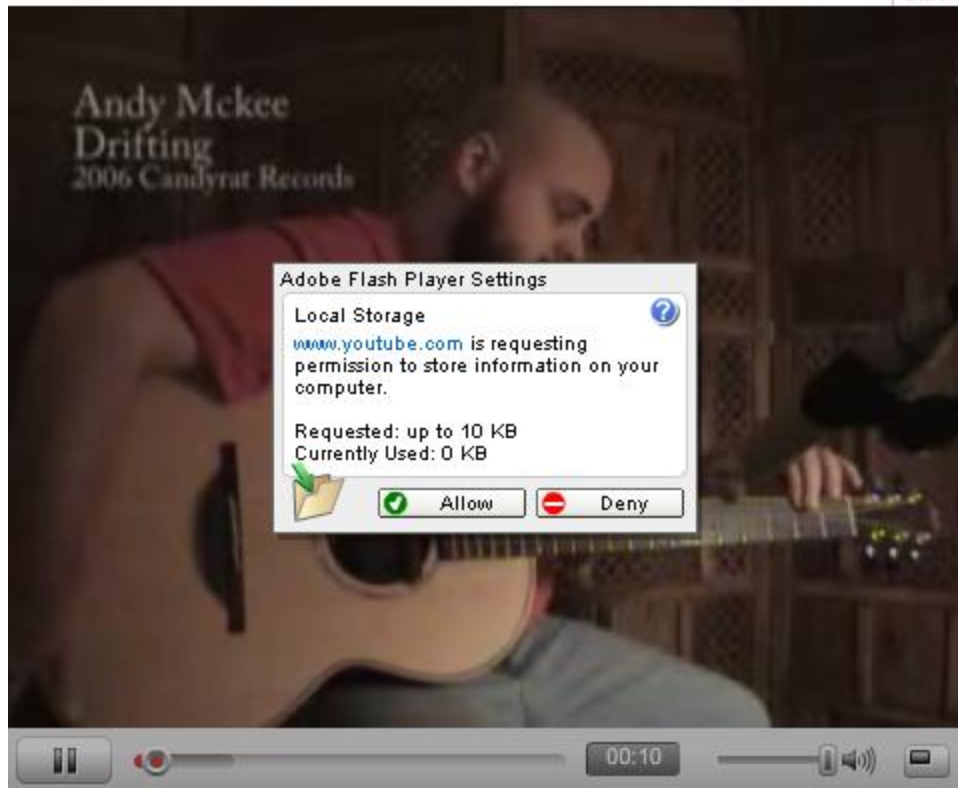 Andy Mckee
Drifting
2006 Candyrat Records
Adobe Flash Player Settings
Local Storage
www.youtube.com is requesting
permission to store information on your
computer.
Requested: up to 10 KB
Currently Used: 0 KB
Allow
Deny
00:10